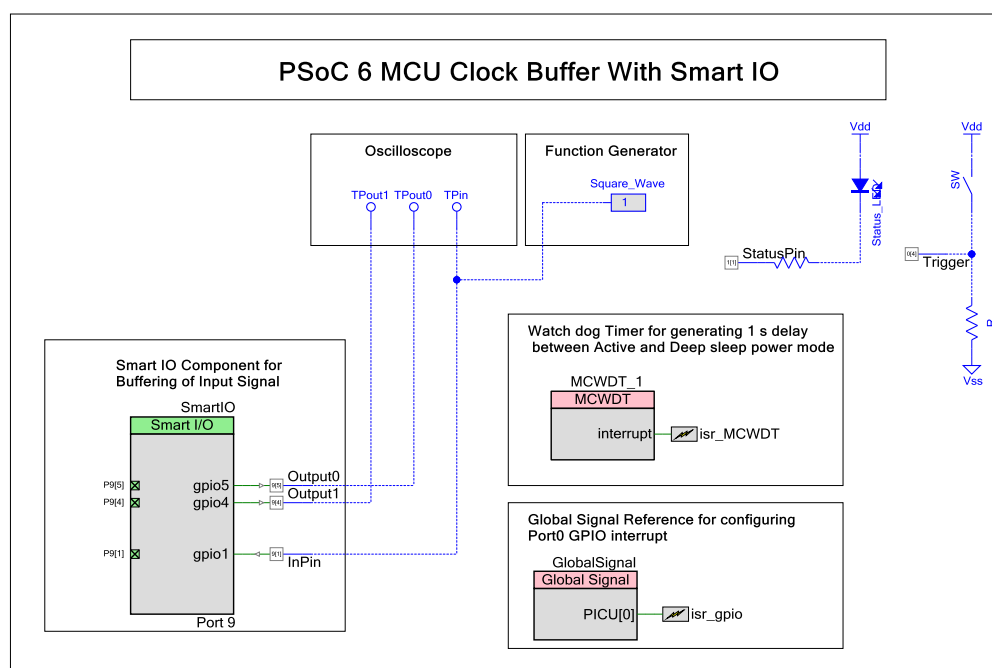 PSoC 6 MCU Clock Buffer With Smart IO
Oscilloscope
TPout1 TPout0 TPin
Function Generator
Square_Wave
1
Vdd
Status_LED
1[1]
StatusPin
Vdd
SW
0[4]
Trigger
Vss
Smart IO Component for
Buffering of Input Signal
SmartIO
Smart I/O
P9[5]
gpio5
9[5]
Output0
P9[4]
gpio4
9[4]
Output1
P9[1]
gpio1
9[1]
InPin
Port 9
Watch dog Timer for generating 1 s delay
between Active and Deep sleep power mode
MCWDT_1
MCWDT
interrupt
isr_MCWDT
Global Signal Reference for configuring
Port0 GPIO interrupt
GlobalSignal
Global Signal
PICU[0]
isr_gpio